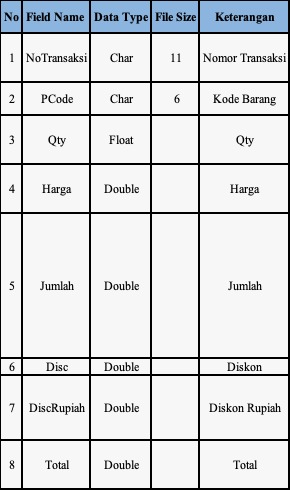 No Field Name Data Type File Size Keterangan
1 NoTransaksi Char 11 Nomor Transaksi
2 PCode Char 6 Kode Barang
3 Qty Float Qty
4 Harga Double Harga
5 Jumlah Double Jumlah
6 Disc Double Diskon
7 DiscRupiah Double Diskon Rupiah
8 Total Double Total